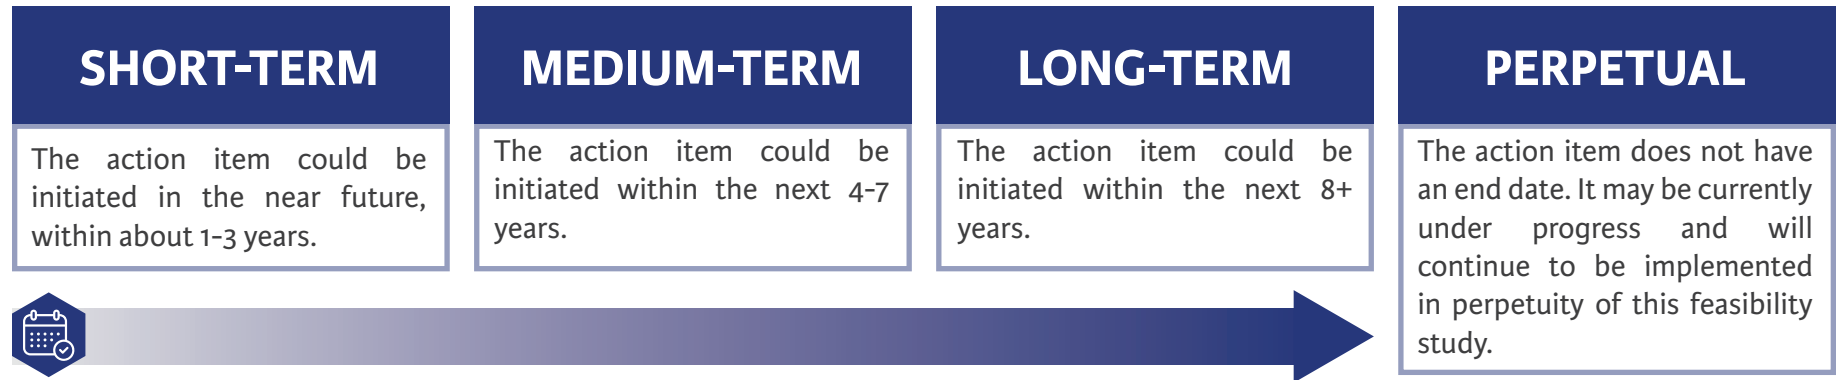 SHORT-TERM
The action item could be
initiated in the near future,
within about 1-3 years.
MEDIUM-TERM
The action item could be
initiated within the next 4-7
years.
LONG-TERM
The action item could be
initiated within the next 8+
years.
PERPETUAL
The action item does not have
an end date. It may be currently
under progress and will
continue to be implemented
in perpetuity of this feasibility
study.